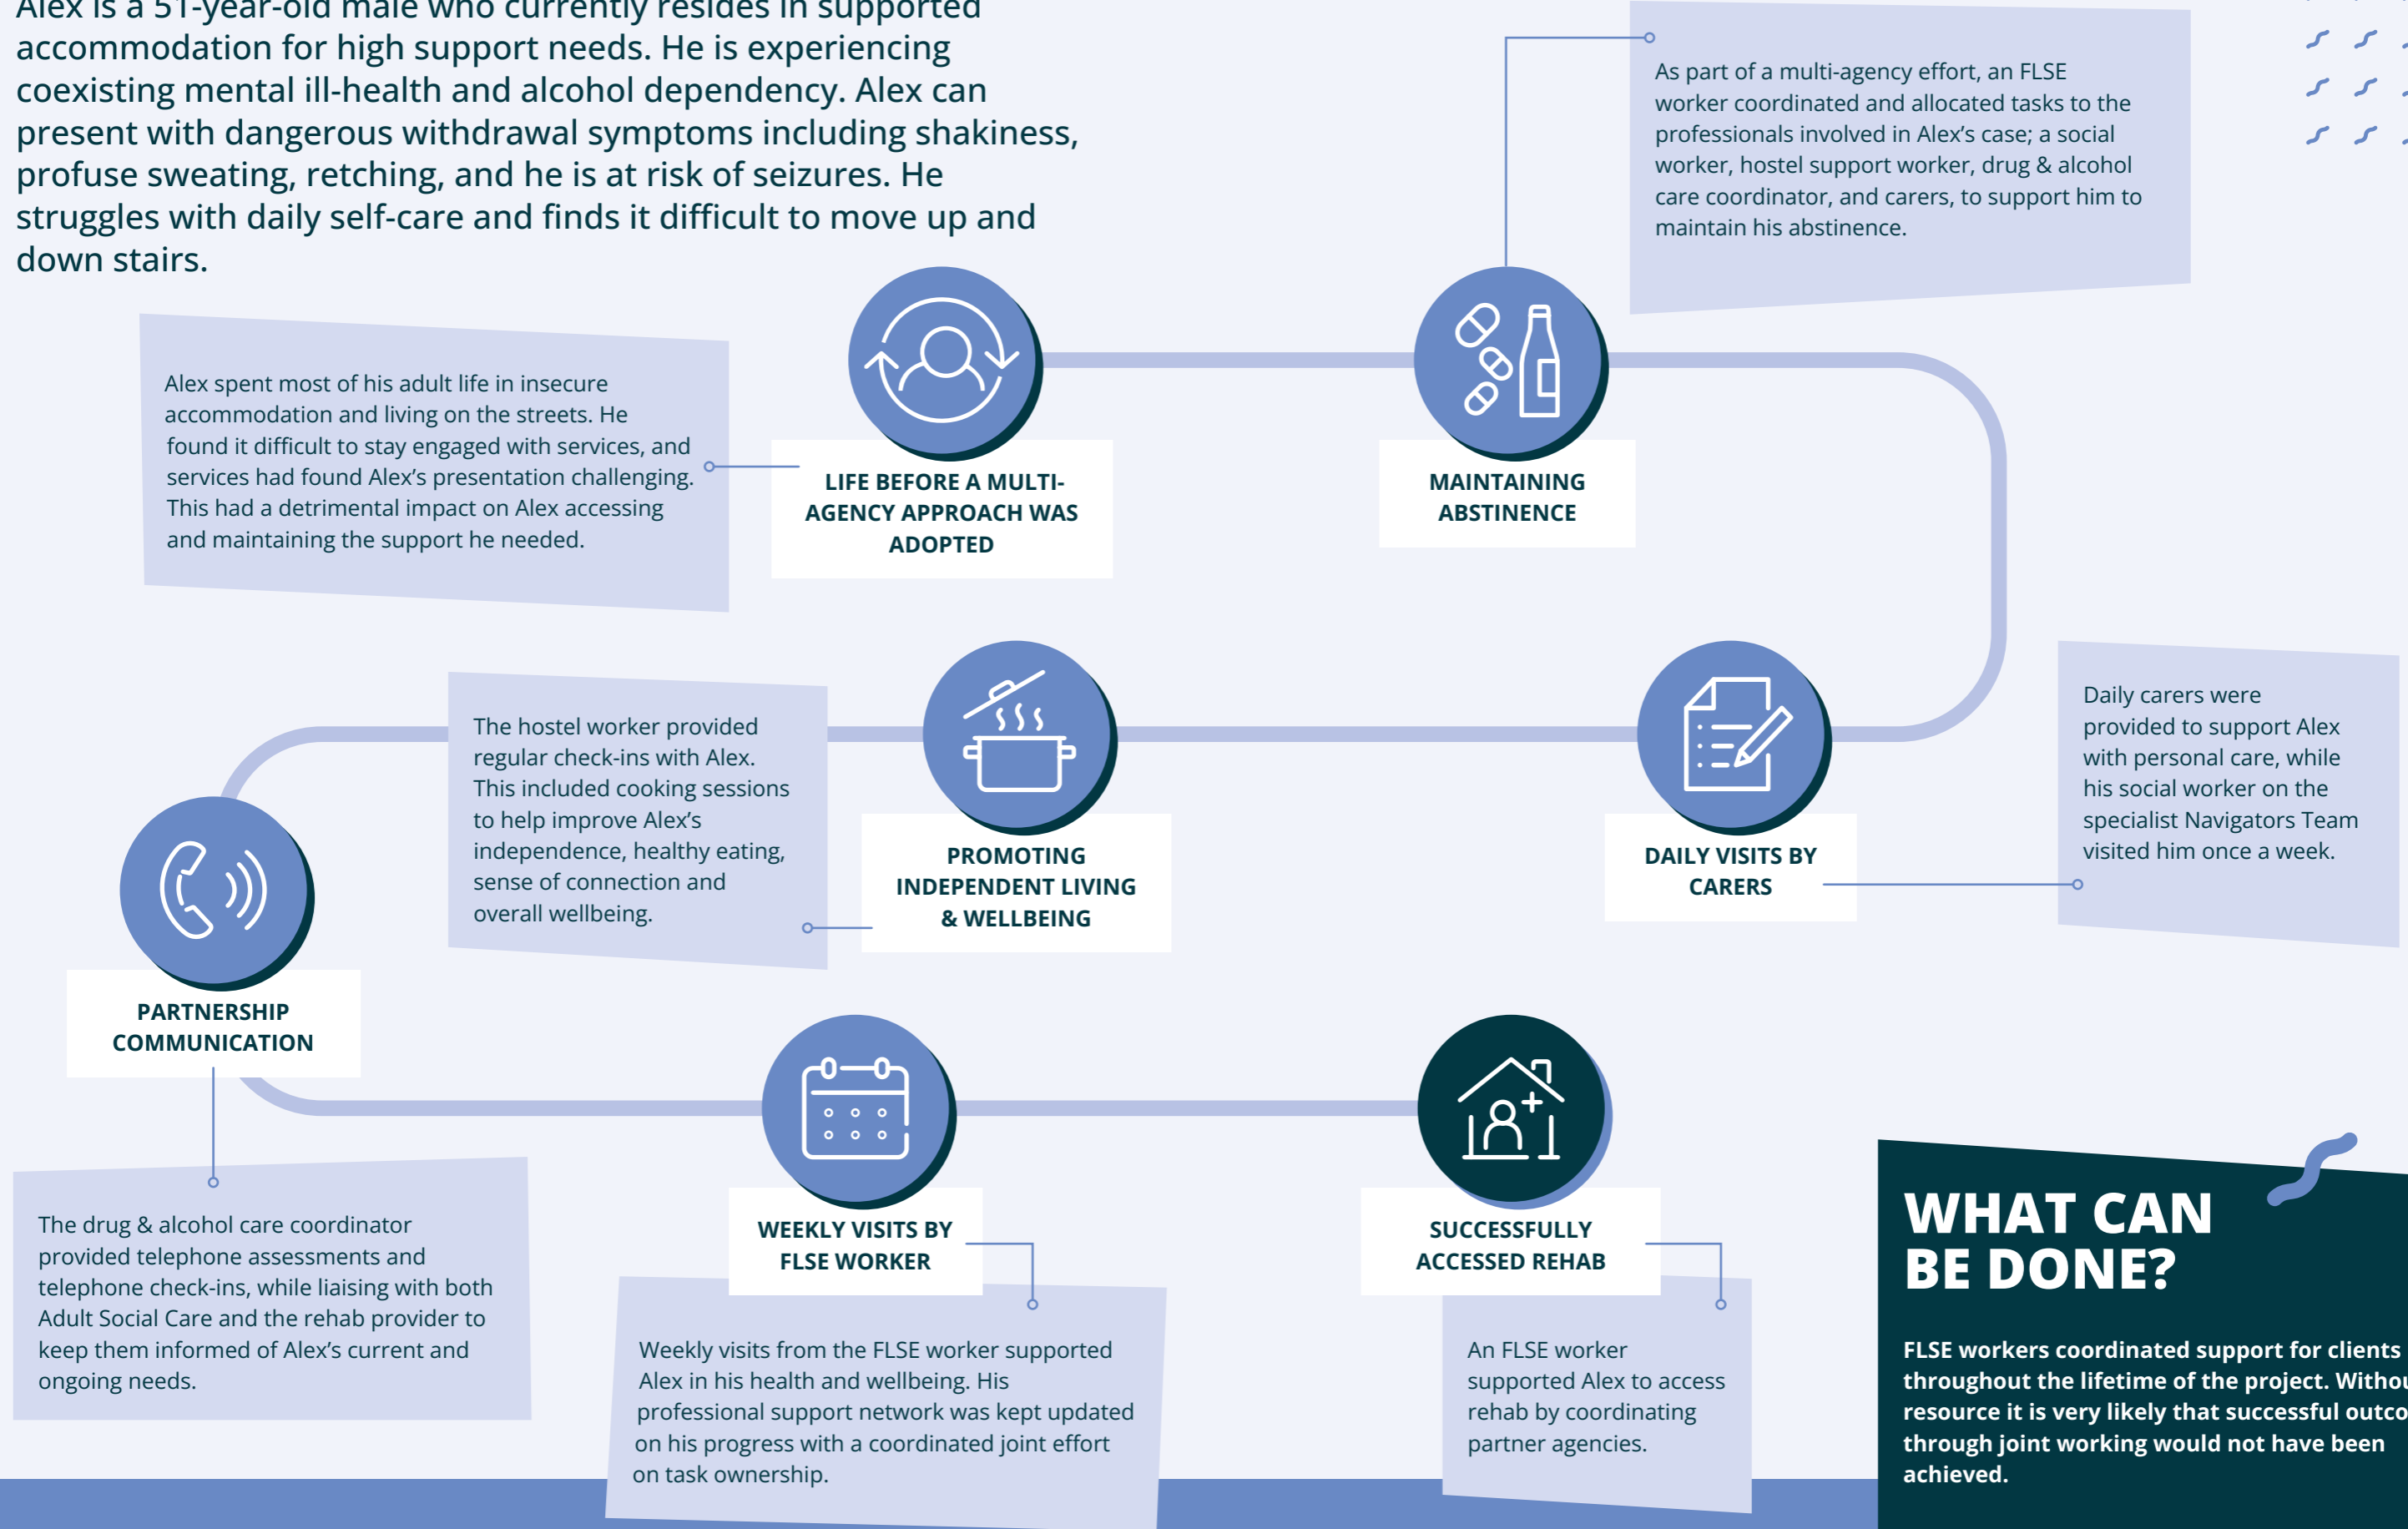 Alex is a 51-year-old male who currently resides in supported
accommodation for high support needs. He is experiencing
coexisting mental ill-health and alcohol dependency. Alex can
present with dangerous withdrawal symptoms including shakiness,
profuse sweating, retching, and he is at risk of seizures. He
struggles with daily self-care and finds it difficult to move up and
down stairs.
Alex spent most of his adult life in insecure
accommodation and living on the streets. He
found it difficult to stay engaged with services, and
services had found Alex’s presentation challenging.
This had a detrimental impact on Alex accessing
and maintaining the support he needed.
LIFE BEFORE A MULTI-
AGENCY APPROACH WAS
ADOPTED
As part of a multi-agency effort, an FLSE
worker coordinated and allocated tasks to the
professionals involved in Alex’s case; a social
worker, hostel support worker, drug & alcohol
care coordinator, and carers, to support him to
maintain his abstinence.
MAINTAINING
ABSTINENCE
Daily carers were
provided to support Alex
with personal care, while
his social worker on the
specialist Navigators Team
visited him once a week.
DAILY VISITS BY
CARERS
The hostel worker provided
regular check-ins with Alex.
This included cooking sessions
to help improve Alex’s
independence, healthy eating,
sense of connection and
overall wellbeing.
PROMOTING
INDEPENDENT LIVING
& WELLBEING
PARTNERSHIP
COMMUNICATION
The drug & alcohol care coordinator
provided telephone assessments and
telephone check-ins, while liaising with both
Adult Social Care and the rehab provider to
keep them informed of Alex’s current and
ongoing needs.
WEEKLY VISITS BY
FLSE WORKER
Weekly visits from the FLSE worker supported
Alex in his health and wellbeing. His
professional support network was kept updated
on his progress with a coordinated joint effort
on task ownership.
SUCCESSFULLY
ACCESSED REHAB
An FLSE worker
supported Alex to access
rehab by coordinating
partner agencies.
WHAT CAN
BE DONE?
FLSE workers coordinated support for clients
throughout the lifetime of the project.
resource it is very likely that successful
through joint working would not have been
achieved.